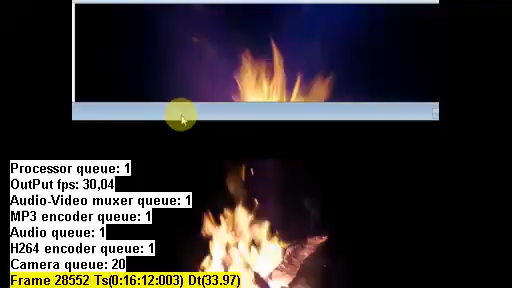 Processor queue: 1
OutPut fps: 30,04
Audio-Video muxer queue: 1
MP3 encoder queue: 1
Audio queue: 1
H264 encoder queue: 1
Camera queue: 20
Frame 28552 Ts(0:16:12:003) Dt(33.97)